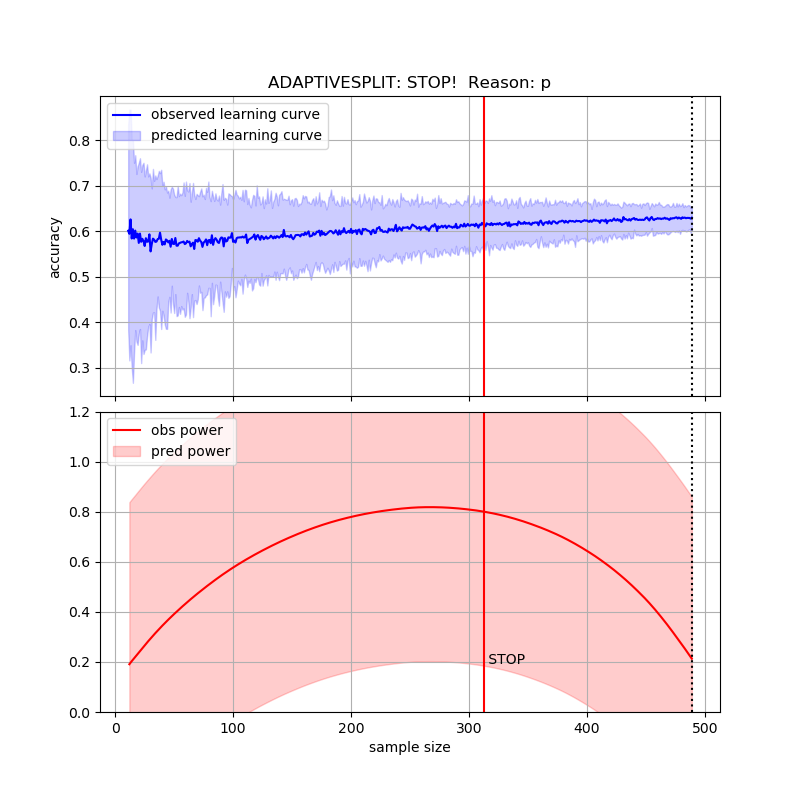 ADAPTIVESPLIT: STOP!  Reason: p
observed learning curve
predicted learning curve
accuracy
0.8
0.7
0.6
0.5
0.4
0.3
obs power
pred power
1.2
1.0
0.8
0.6
0.4
0.2
0.0
STOP
0 100 200 300 400 500
sample size